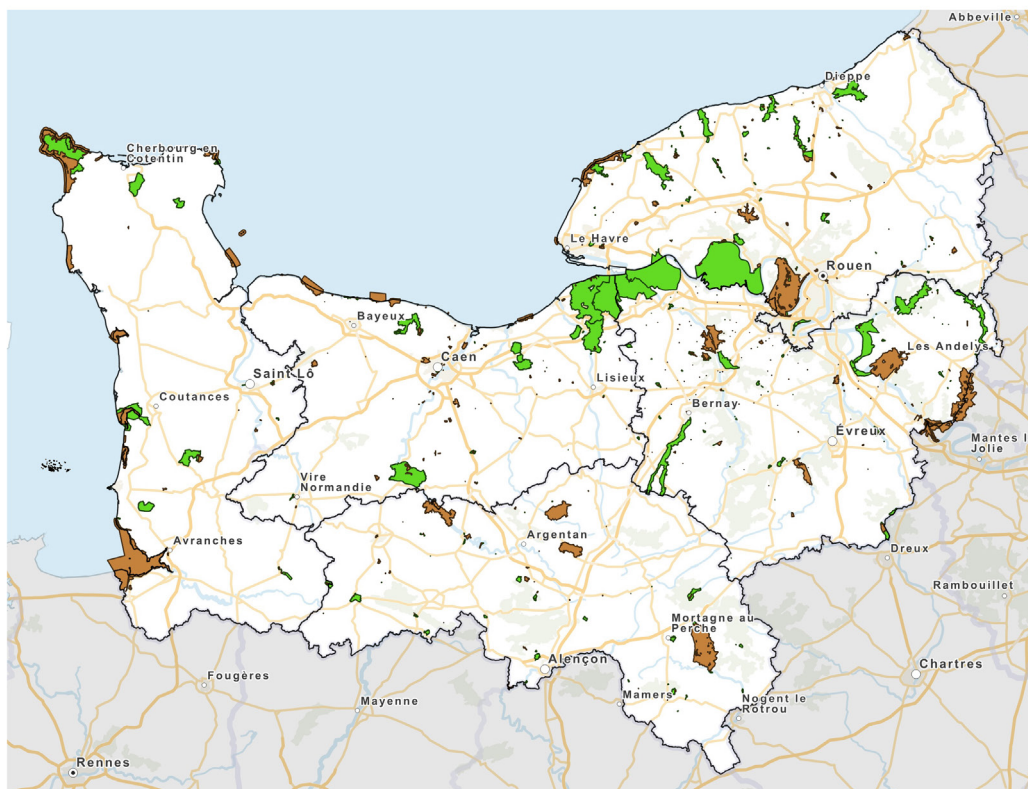 Abbeville
Dieppe
Cherbourg en
Cotentin
Le Havre
Rouen
Bayeux
Caen
Les Andelys
Saint Lô
Lisieux
Coutances
Bernay
Évreux
Mantes l
Jolie
Vire
Normandie
Argentan
Avranches
Dreux
Rambouillet
Mortagne au
Perche
Alençon
Chartres
Fougères
Mayenne
Mamers
Nogent le
Rotrou
Rennes